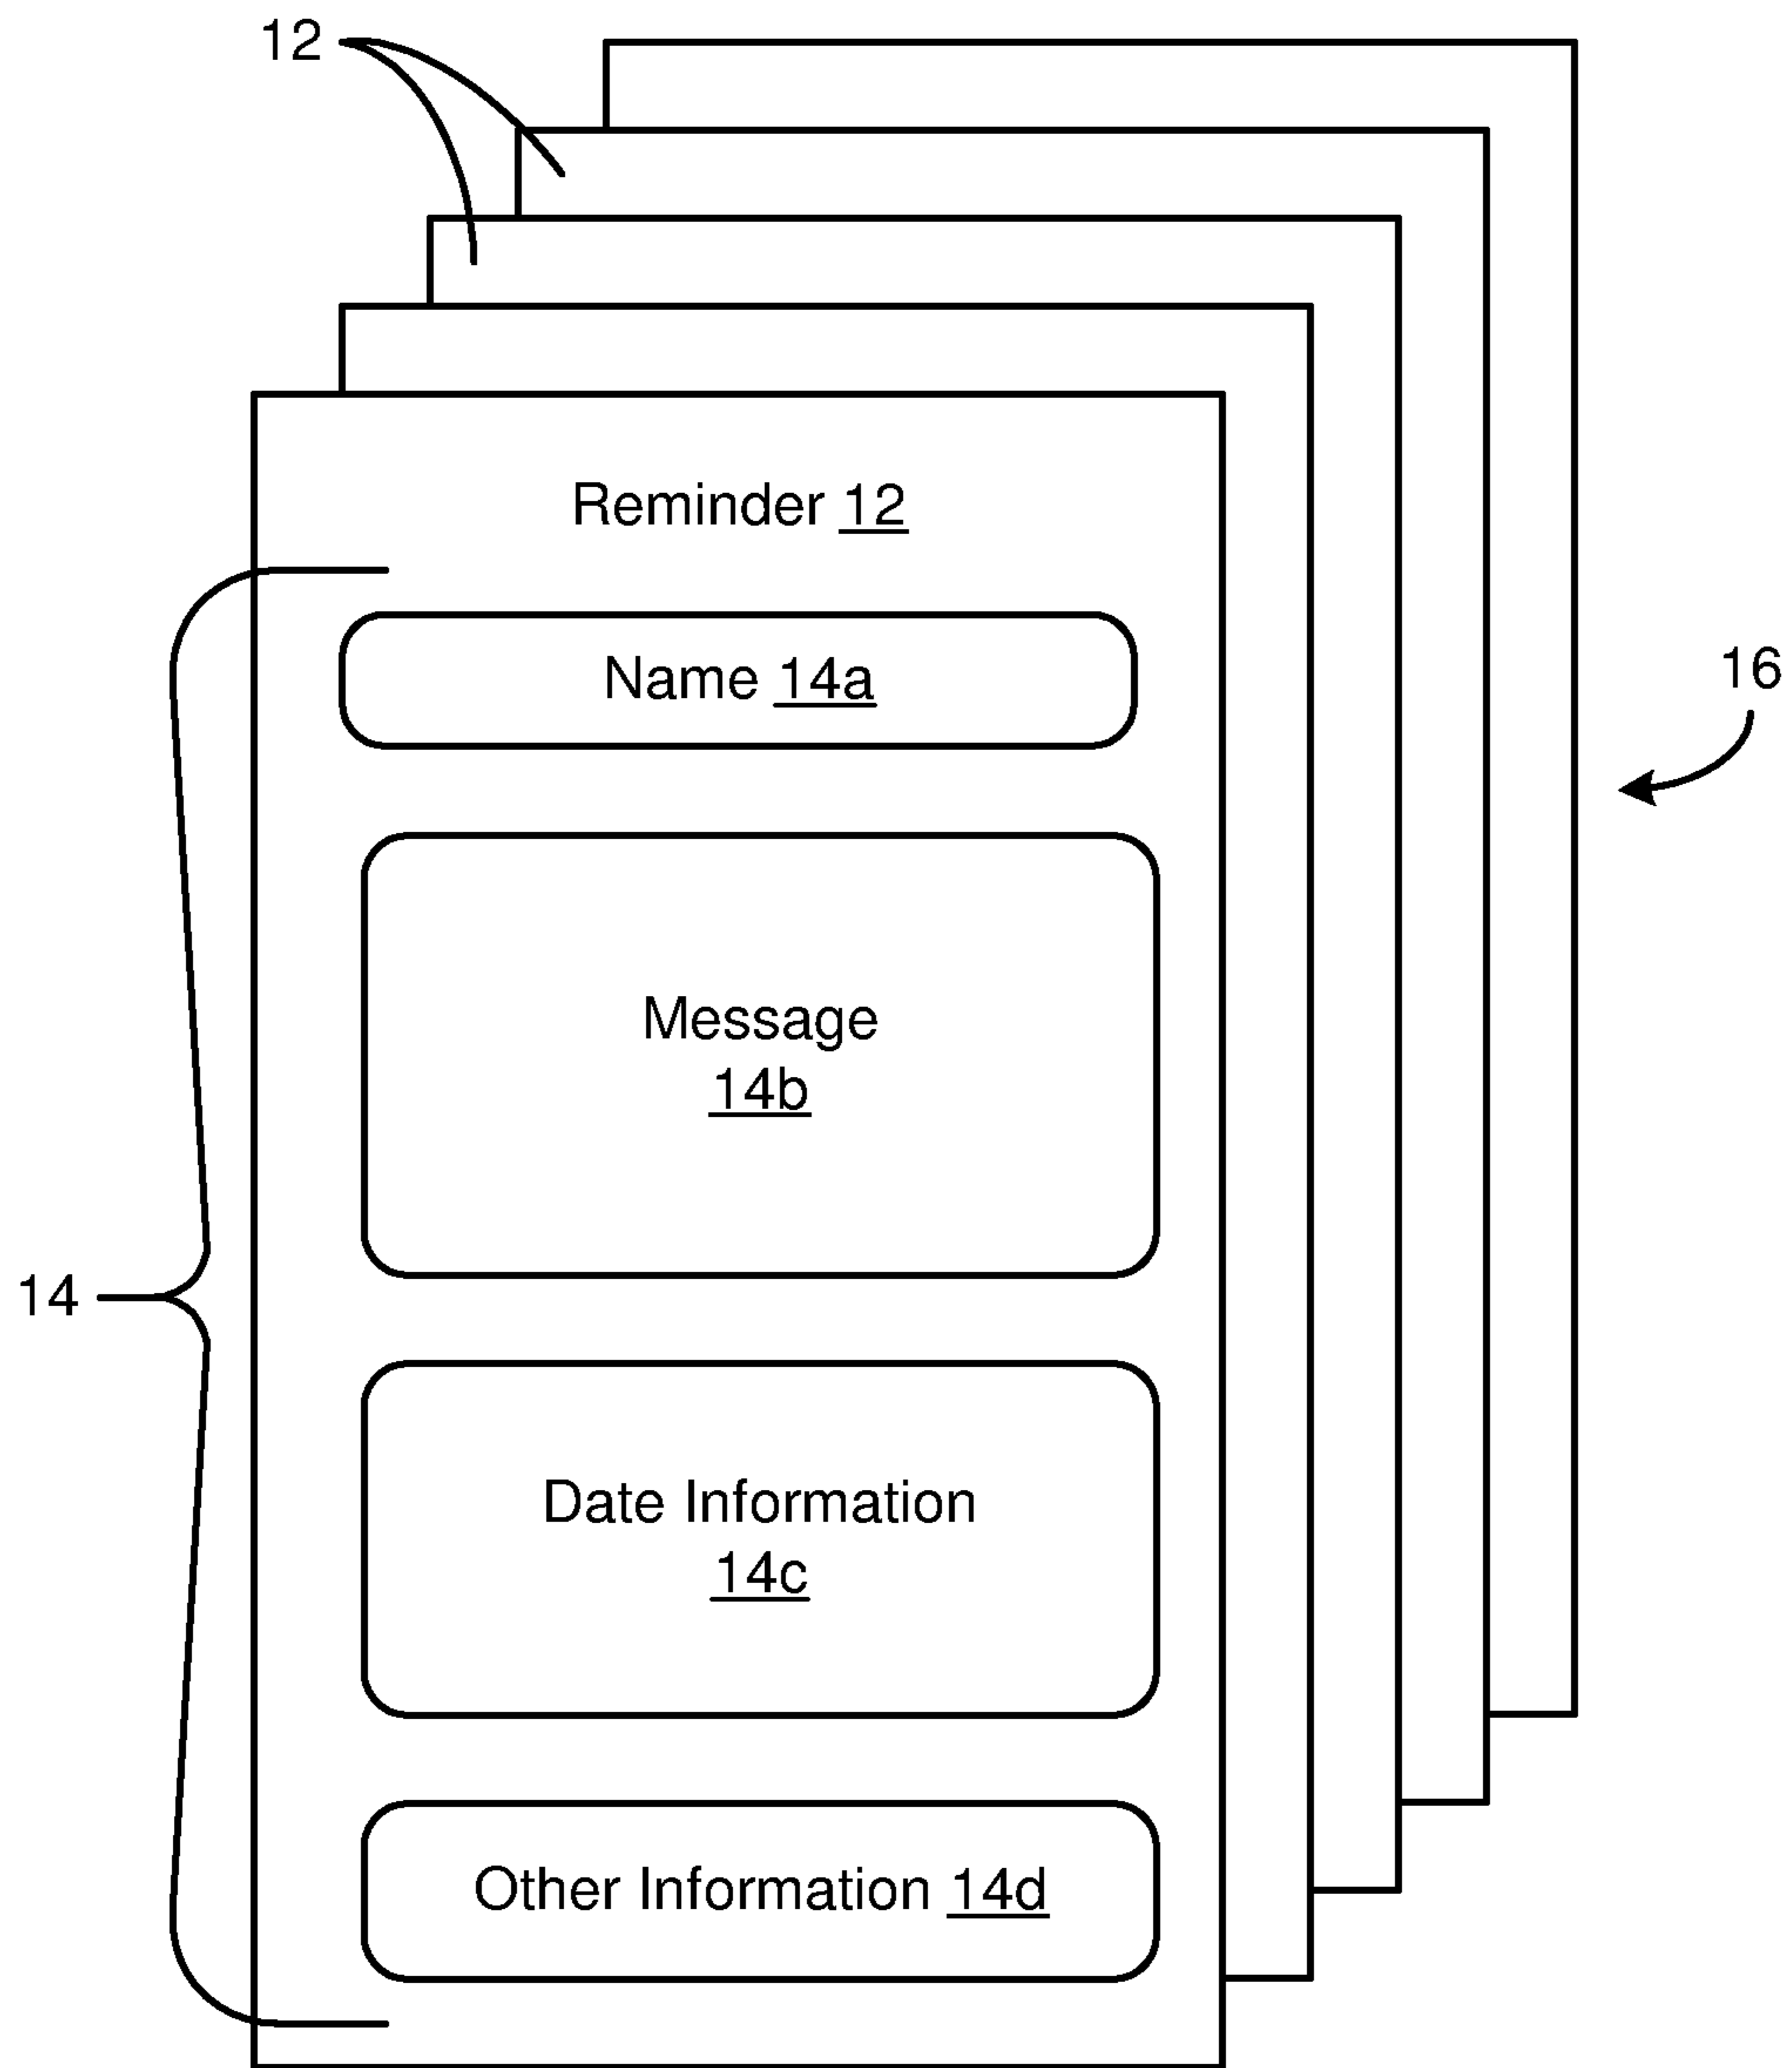 12
Reminder 12
Name 14a
16
Message
14b
14
Date Information
14c
Other Information 14d